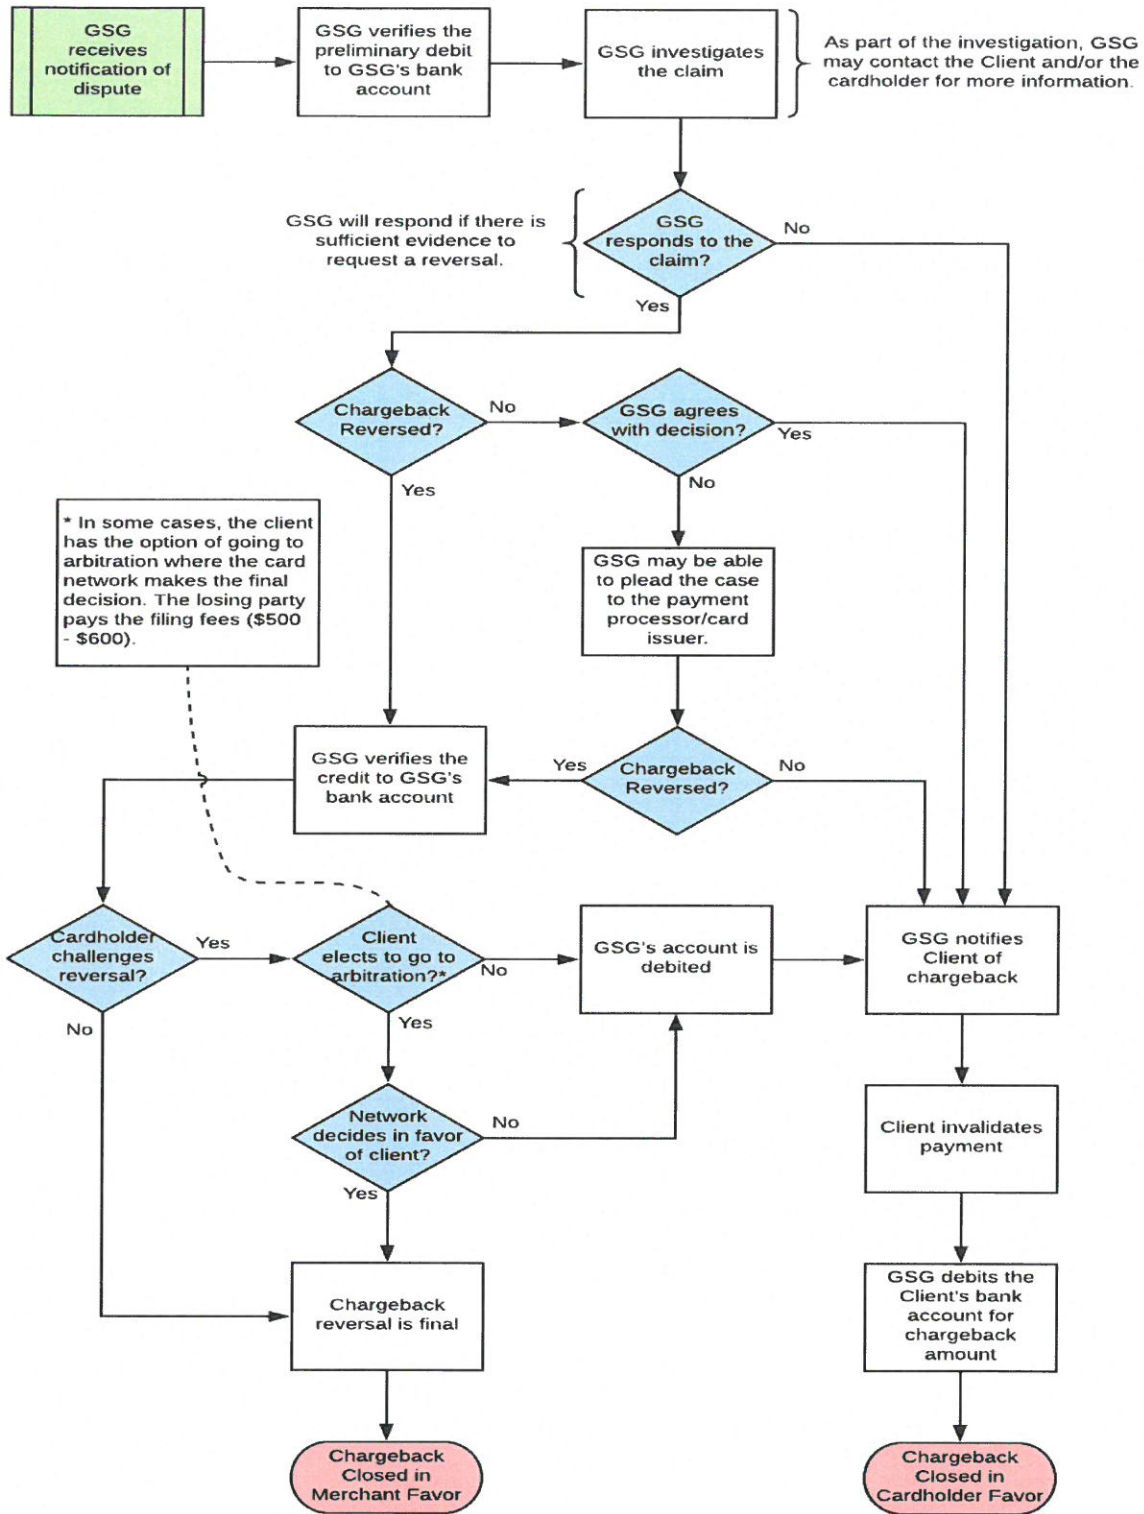 GSG
receives
notification of
dispute
GSG verifies the
preliminary debit
to GSG's bank
account
GSG investigates
the claim
As part of the investigation, GSG
may contact the Client and/or the
cardholder for more information.
GSG will respond if there is
sufficient evidence to
request a reversal.
GSG
responds to the
claim?
No
Yes
Chargeback
Reversed?
No
GSG agrees
with decision?
Yes
Yes
No
* In some cases, the client
has the option of going to
arbitration where the card
network makes the final
decision. The losing party
pays the filing fees ($500
- $600).
GSG may be able
to plead the case
to the payment
processor/card
issuer.
GSG verifies the
credit to GSG's
bank account
Yes
Chargeback
Reversed?
No
Cardholder
challenges
reversal?
Yes
Client
elects to go to
arbitration?*
No
GSG's account is
debited
GSG notifies
Client of
chargeback
No
Yes
Network
decides in favor
of client?
No
Client invalidates
payment
Yes
Chargeback
reversal is final
GSG debits the
Client's bank
account for
chargeback
amount
Chargeback
Closed in
Merchant Favor
Chargeback
Closed in
Cardholder Favor